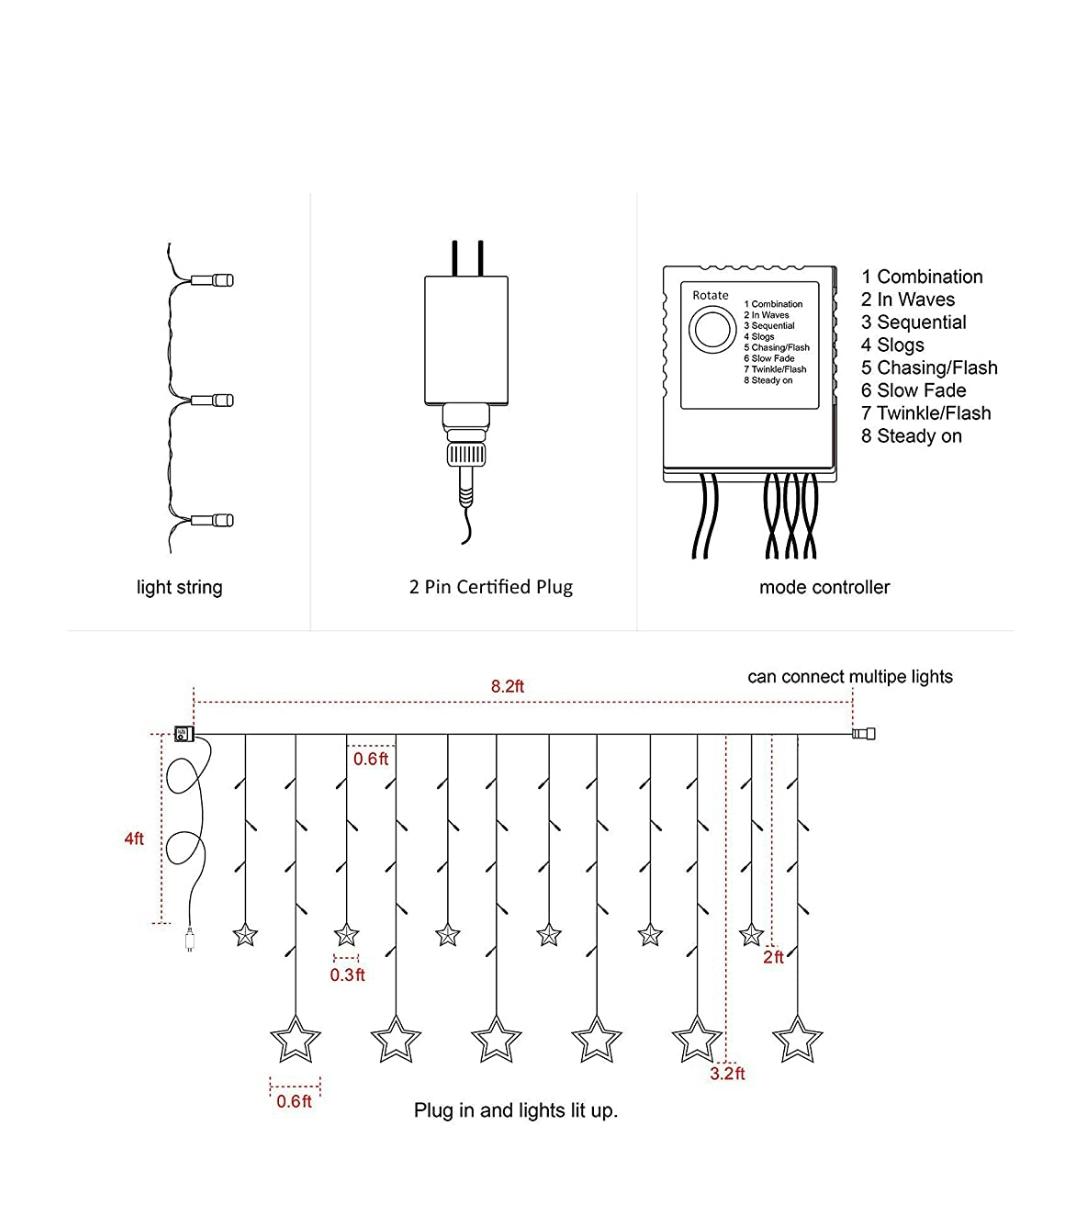 Rotate
1 Combination
2 In Waves
3 Sequential
4 Slogs
5 Chasing/Flash
6 Slow Fade
7 Twinkle/Flash
8 Steady on
1 Combination
2 In Waves
3 Sequential
4 Slogs
5 Chasing/Flash
6 Slow Fade
7 Twinkle/Flash
8 Steady on
light string
2 Pin Certified Plug
mode controller
can connect multipe lights
8.2ft
0.6ft
4ft
2ft
0.3ft
3.2ft
0.6ft
Plug in and lights lit up.